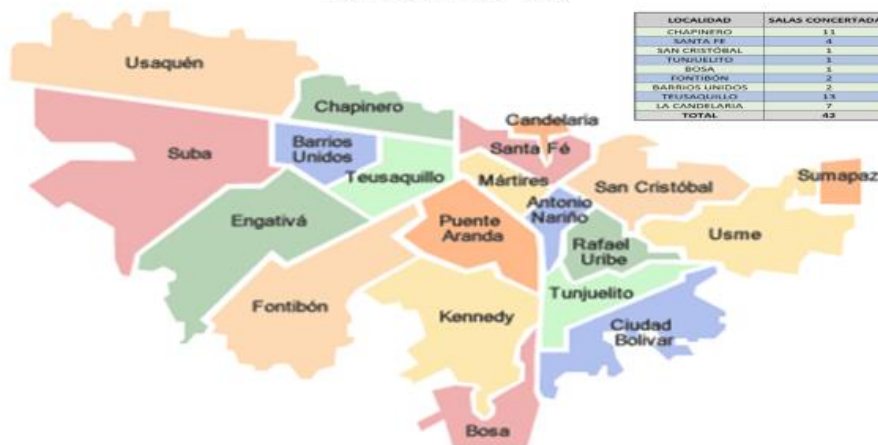 LOCALIDAD SALAS CONCERTADA
CHAPINERO 11
SANTA FE 4
SAN CRISTÓBAL 1
TUNJUELITO 1
BOSA 1
FONTIBÓN 2
BARRIOS UNIDOS 2
TEUSAQUILLO 13
LA CANDELARIA 7
TOTAL 42
Usaquén
Chapinero
Candelaria
Suba
Barrios
Unidos
Santa Fé
Teusaquillo
Mártires
San Cristóbal
Sumapaz
Engativá
Antonio
Nariño
Puente
Aranda
Rafael
Uribe
Usme
Fontibón
Kennedy
Tunjuelito
Ciudad
Bolivar
Bosa